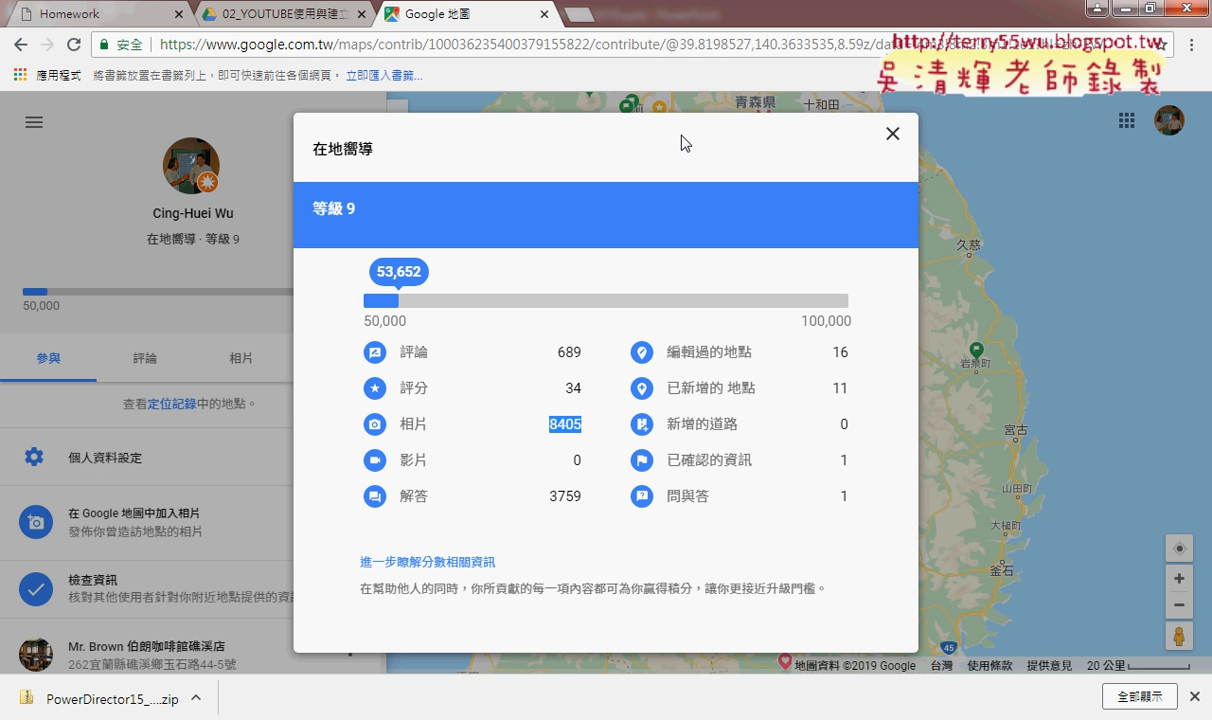 Homework
02_YOUTUBE使用與建立
Google 地圖
安全
https://www.google.com.tw/maps/contrib/100036235400379155822/contribute/@39.8198527,140.3633535,8.59z/dat
http://terry55wu.blogspot.tw
應用程式
將書籤放置在書籤列上，即可快速前往各個網頁。
立即匯入書籤...
吳清輝老師錄製
青森県
十和田
Cing-Huei Wu
在地嚮導 · 等級 9
50,000
參與
評論
相片
查看定位記錄中的地點。
個人資料設定
在 Google 地圖中加入相片
發佈你曾造訪地點的相片
檢查資訊
核對其他使用者針對你附近地點提供的資
Mr. Brown 伯朗咖啡館礁溪店
262宜蘭縣礁溪鄉玉石路44-5號
在地嚮導
等級 9
53,652
50,000
100,000
評論
689
編輯過的地點
16
評分
34
已新增的 地點
11
相片
8405
新增的道路
0
影片
0
已確認的資訊
1
解答
3759
問與答
1
進一步瞭解分數相關資訊
在幫助他人的同時，你所貢獻的每一項內容都可為你贏得積分，讓你更接近升級門檻。
久慈
岩泉町
宮古
山田町
大槌町
釜石
45
地圖資料 ©2019 Google
台灣
使用條款
提供意見
20 公里
PowerDirector15_....zip
全部顯示